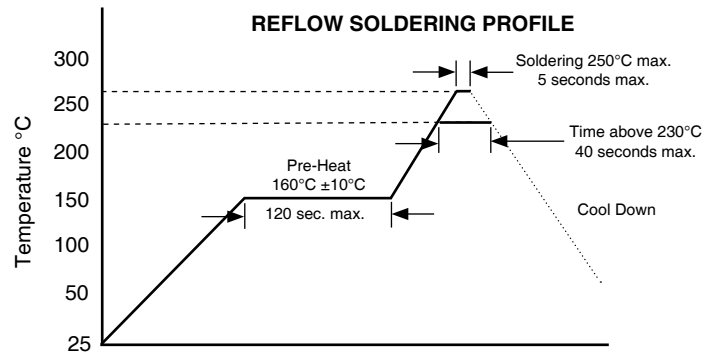 REFLOW SOLDERING PROFILE
Temperature °C
300
250
200
150
100
50
25
Soldering 250°C max.
5 seconds max.
Time above 230°C
40 seconds max.
Pre-Heat
160°C ±10°C
120 sec. max.
Cool Down